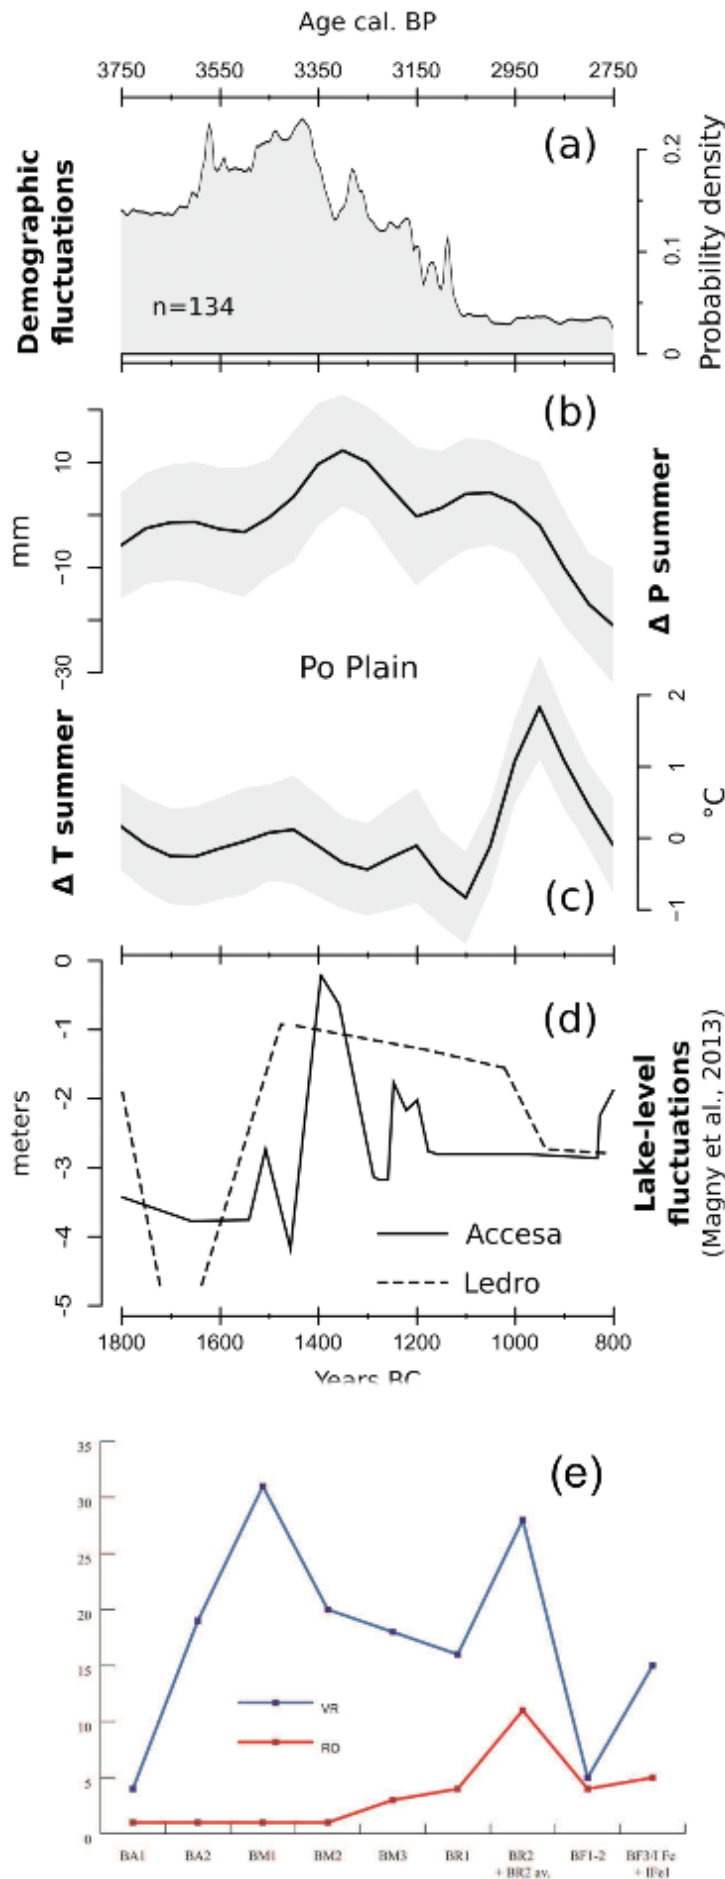 Age cal. BP
3750 3550 3350 3150 2950 2750
(a)
Demographic
fluctuations
n=134
0 0.1 0.2
Probability density
(b)
10 -10 -30
mm
Δ P summer
Po Plain
2 1 0 -1
°C
Δ T summer
(c)
0 -1 -2 -3 -4 -5
meters
(d)
Lake-level
fluctuations
(Magny et al., 2013)
Accesa
Ledro
1800 1600 1400 1200 1000 800
Years BC
(e)
35
30
25
20
15
10
5
0
VR
RO
BA1 BA2 BM1 BM2 BM3 BR1 BR2 BF1-2 BF3/I Fe
+ BR2 av. + IFe1